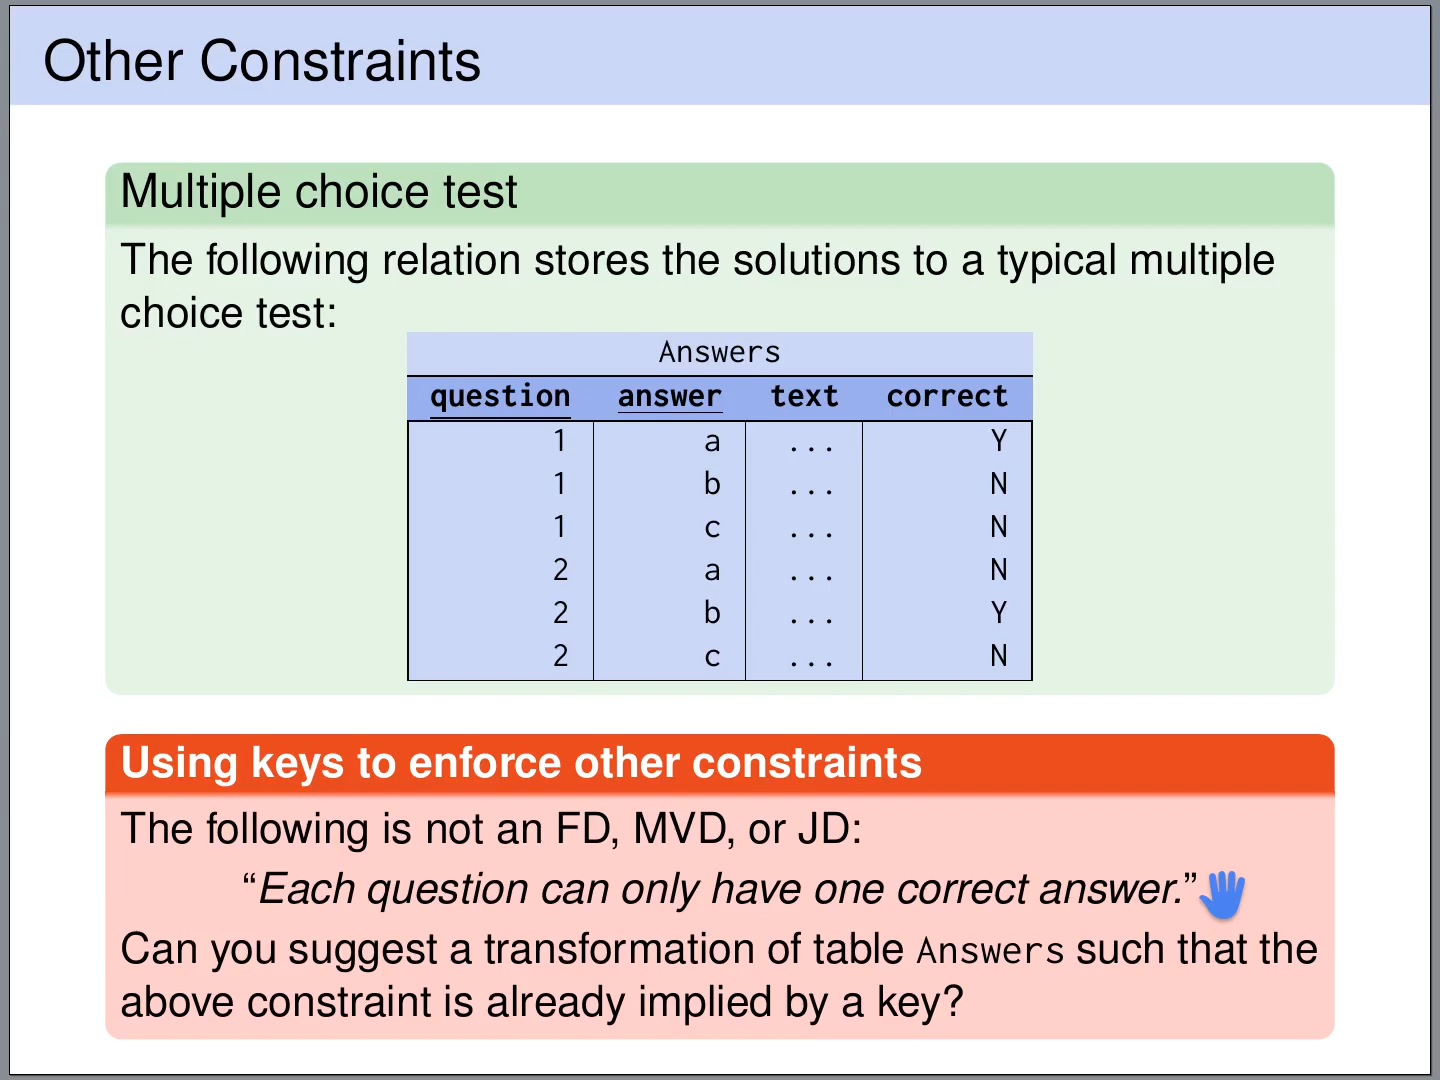 Other Constraints
Multiple choice test
The following relation stores the solutions to a typical multiple
choice test:
Answers
question answer text correct
1 a ... Y
1 b ... N
1 c ... N
2 a ... N
2 b ... Y
2 c ... N
Using keys to enforce other constraints
The following is not an FD, MVD, or JD:
“Each question can only have one correct answer.”
Can you suggest a transformation of table Answers such that the
above constraint is already implied by a key?